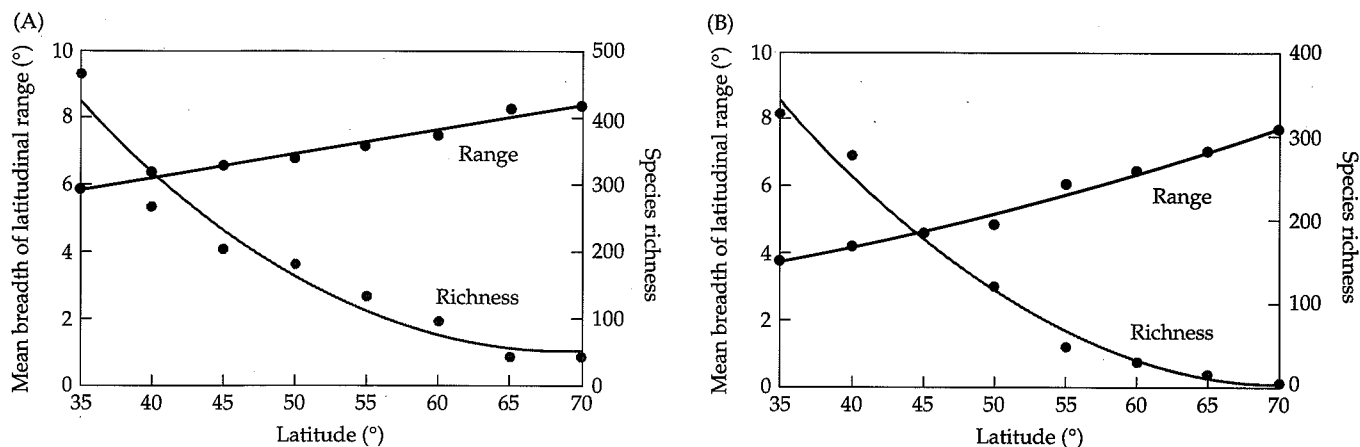 (A)
Mean breadth of latitudinal range (°)
10
8
6
4
2
0
500
400
300
200
100
0
Species richness
Range
Richness
35 40 45 50 55 60 65 70
Latitude (°)
(B)
Mean breadth of latitudinal range (°)
10
8
6
4
2
0
400
300
200
100
0
Species richness
Range
Richness
35 40 45 50 55 60 65 70
Latitude (°)